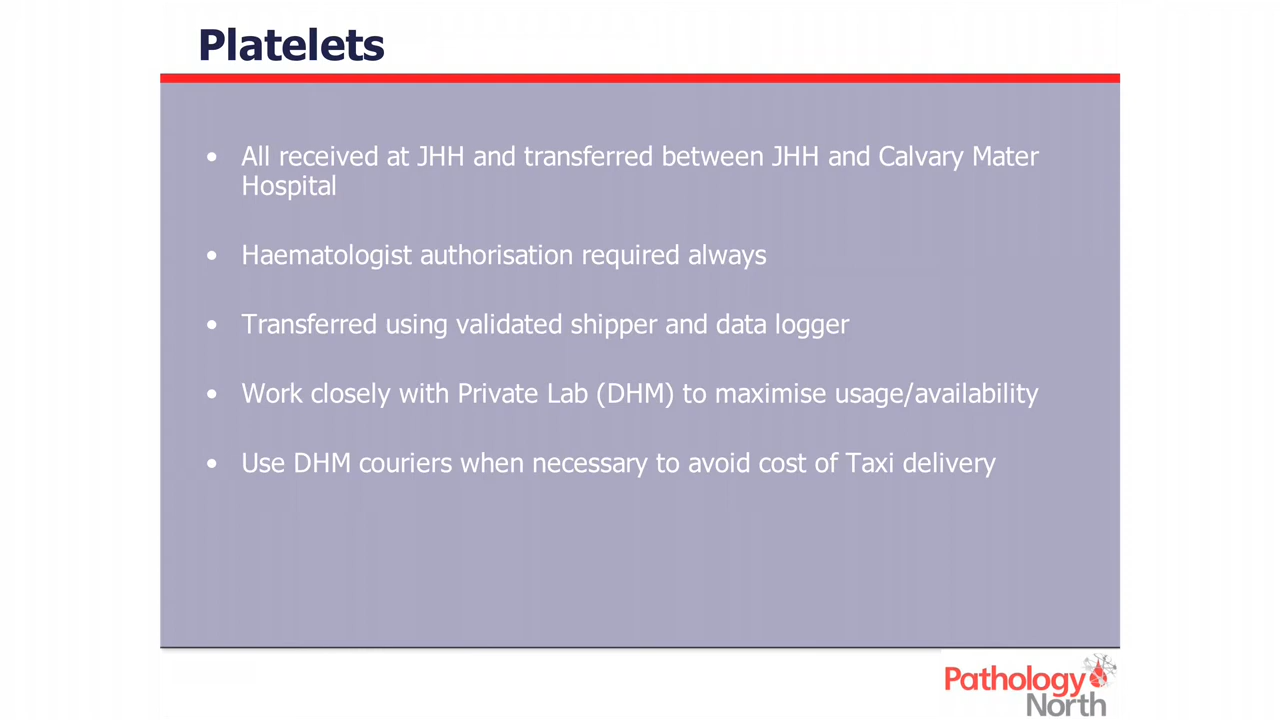 Platelets
• All received at JHH and transferred between JHH and Calvary Mater
Hospital
• Haematologist authorisation required always
• Transferred using validated shipper and data logger
• Work closely with Private Lab (DHM) to maximise usage/availability
• Use DHM couriers when necessary to avoid cost of Taxi delivery
Pathology
North